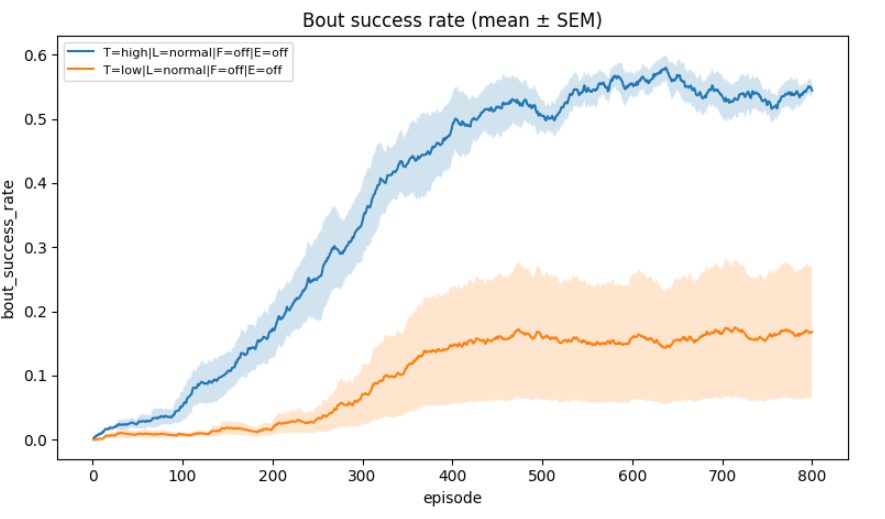 Bout success rate (mean ± SEM)
T=high|L=normal|F=off|E=off
T=low|L=normal|F=off|E=off
bout_success_rate
0.6
0.5
0.4
0.3
0.2
0.1
0.0
0 100 200 300 400 500 600 700 800
episode